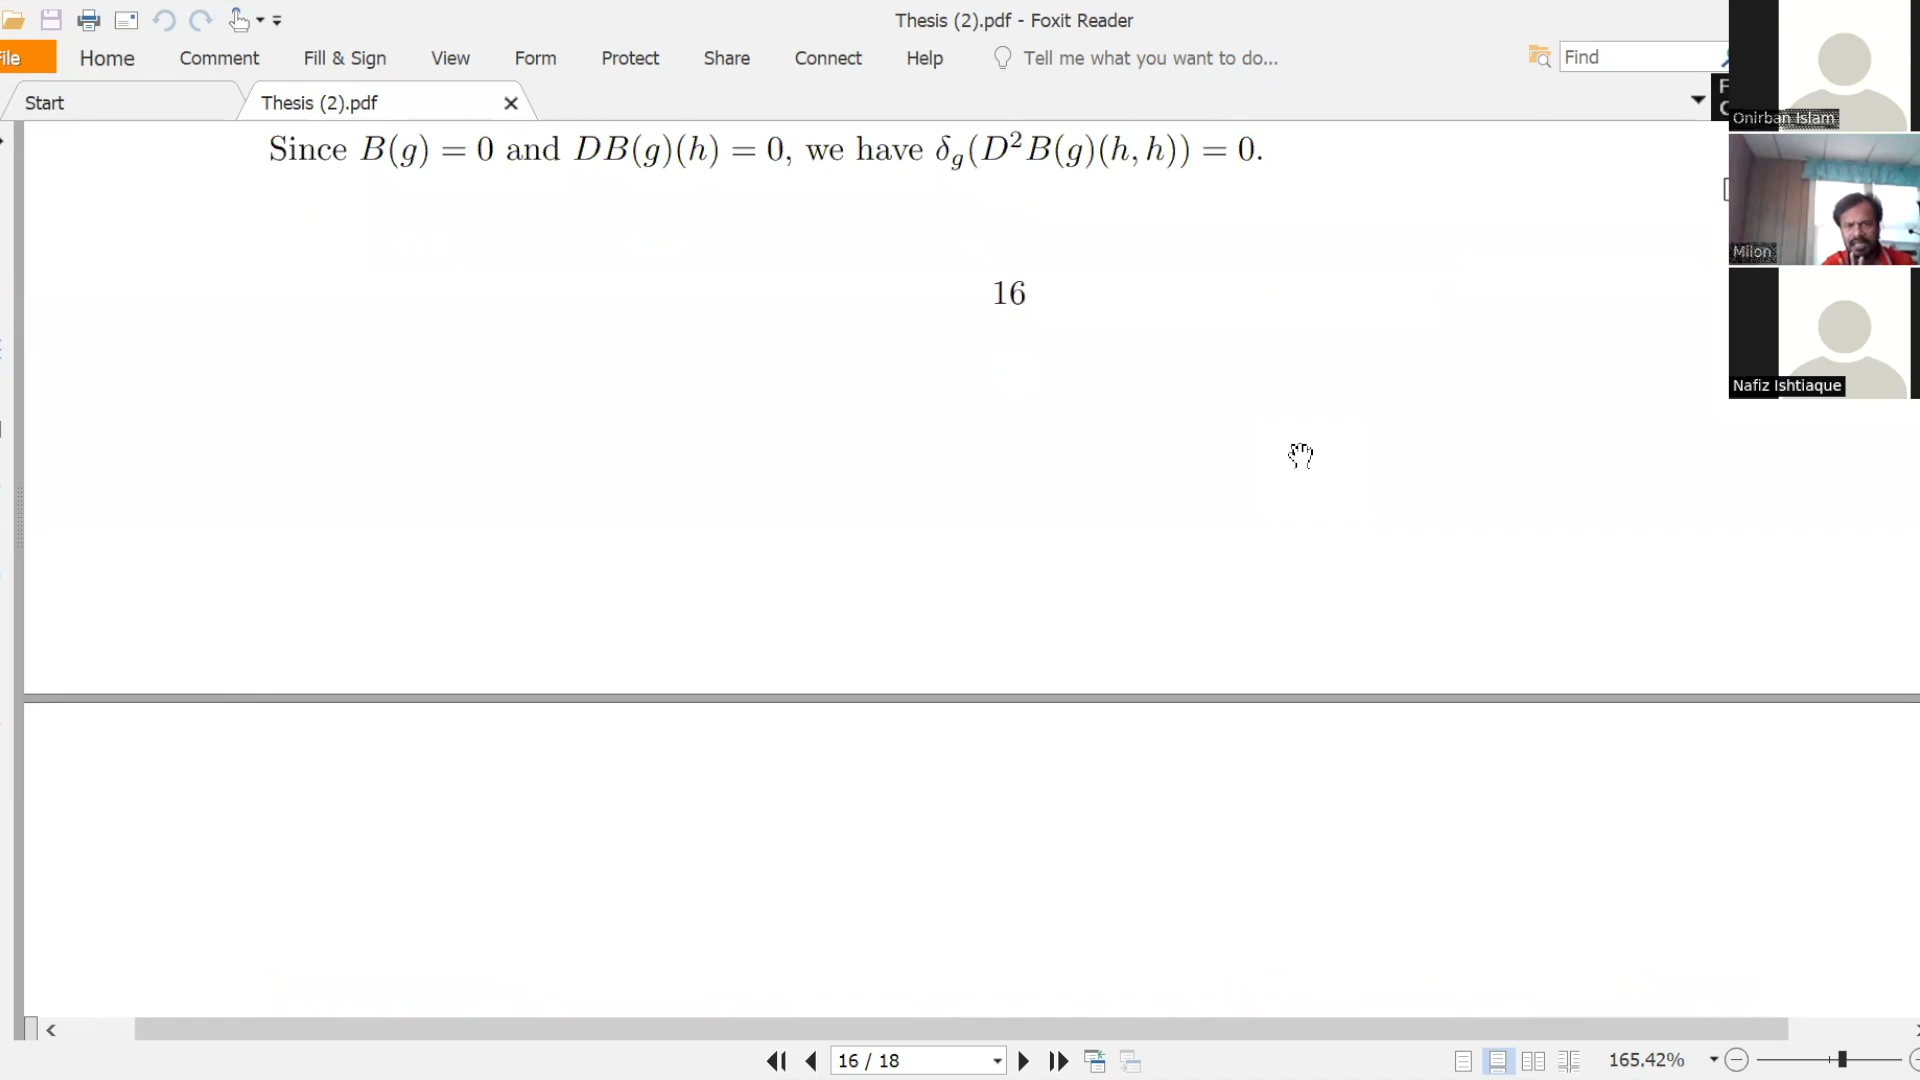 Thesis (2).pdf - Foxit Reader
File Home Comment Fill & Sign View Form Protect Share Connect Help Tell me what you want to do... Find
Start Thesis (2).pdf
Since B(g) = 0 and DB(g)(h) = 0, we have δ_g(D²B(g)(h, h)) = 0.
16
Onirban Islam
Milon
Nafiz Ishtiaque
16 / 18
165,42%